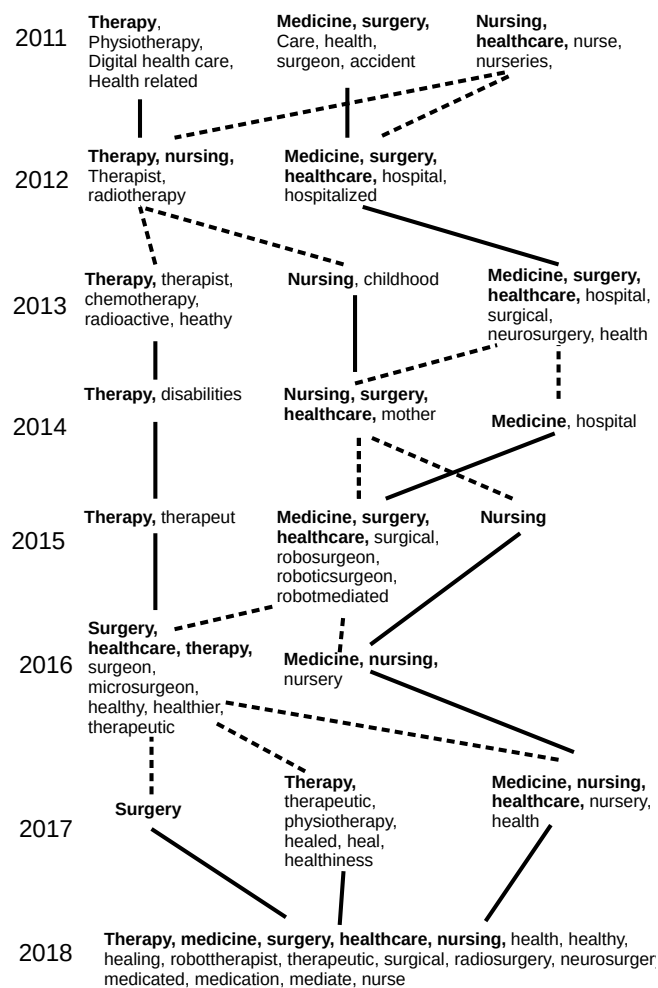 2011
Therapy,
Physiotherapy,
Digital health care,
Health related
Medicine, surgery,
Care, health,
surgeon, accident
Nursing,
healthcare, nurse,
nurseries,
2012
Therapy, nursing,
Therapist,
radiotherapy
Medicine, surgery,
healthcare, hospital,
hospitalized
2013
Therapy, therapist,
chemotherapy,
radioactive, heathy
Nursing, childhood
Medicine, surgery,
healthcare, hospital,
surgical,
neurosurgery, health
2014
Therapy, disabilities
Nursing, surgery,
healthcare, mother
Medicine, hospital
2015
Therapy, therapeut
Medicine, surgery,
healthcare, surgical,
robosurgeon,
roboticsurgeon,
robotmediated
Nursing
2016
Surgery,
healthcare, therapy,
surgeon,
microsurgeon,
healthy, healthier,
therapeutic
Medicine, nursing,
nursery
2017
Surgery
Therapy,
therapeutic,
physiotherapy,
healed, heal,
healthiness
Medicine, nursing,
healthcare, nursery,
health
2018
Therapy, medicine, surgery, healthcare, nursing, health, healthy,
healing, robottherapist, therapeutic, surgical, radiosurgery, neurosurgery
medicated, medication, mediate, nurse